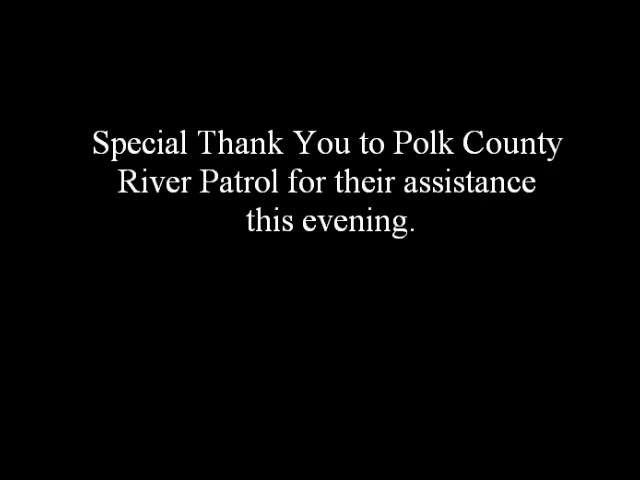 Special Thank You to Polk County
River Patrol for their assistance
this evening.